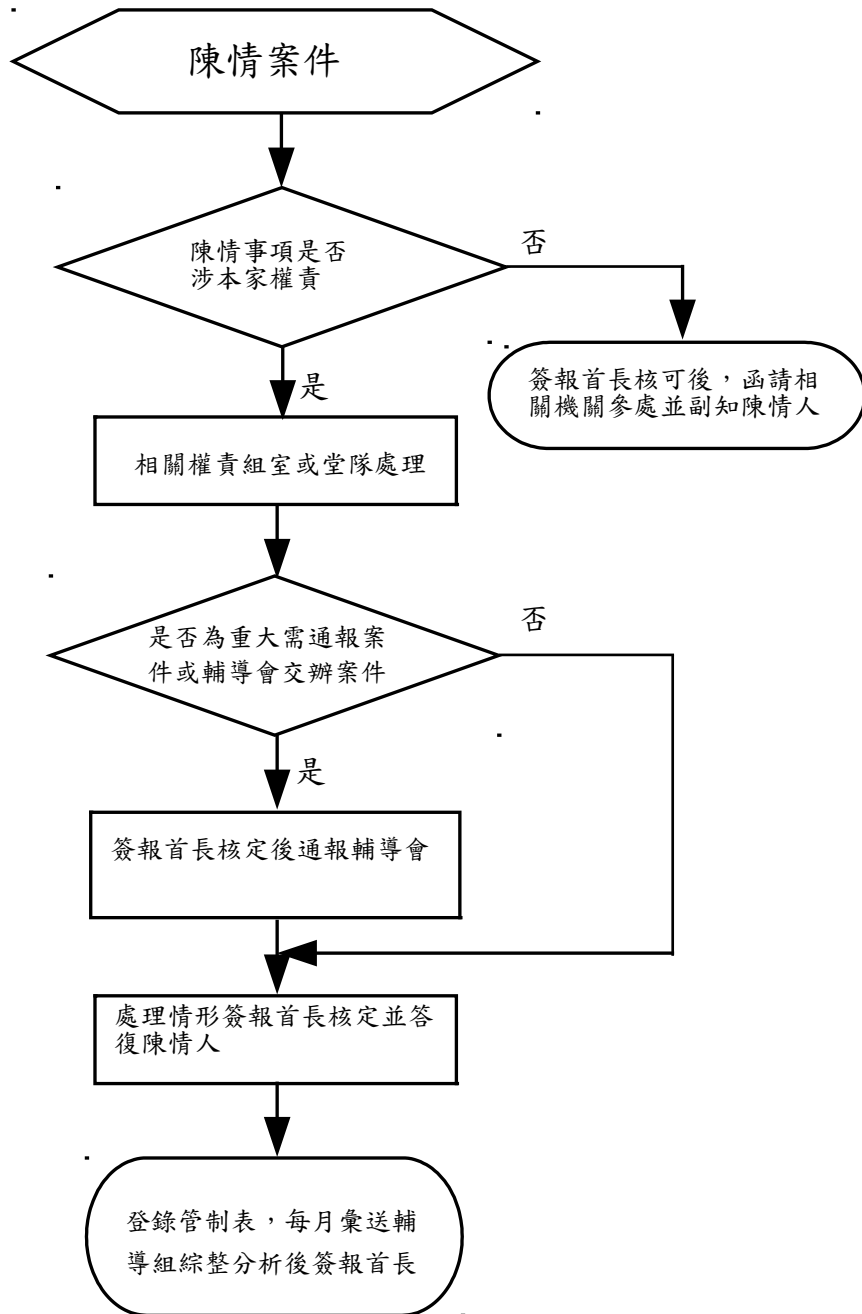 陳情案件
陳情事項是否
涉本家權責
否
簽報首長核可後，函請相
關機關參處並副知陳情人
是
相關權責組室或堂隊處理
是否為重大需通報案
件或輔導會交辦案件
否
是
簽報首長核定後通報輔導會
處理情形簽報首長核定並答
復陳情人
登錄管制表，每月彙送輔
導組綜整分析後簽報首長